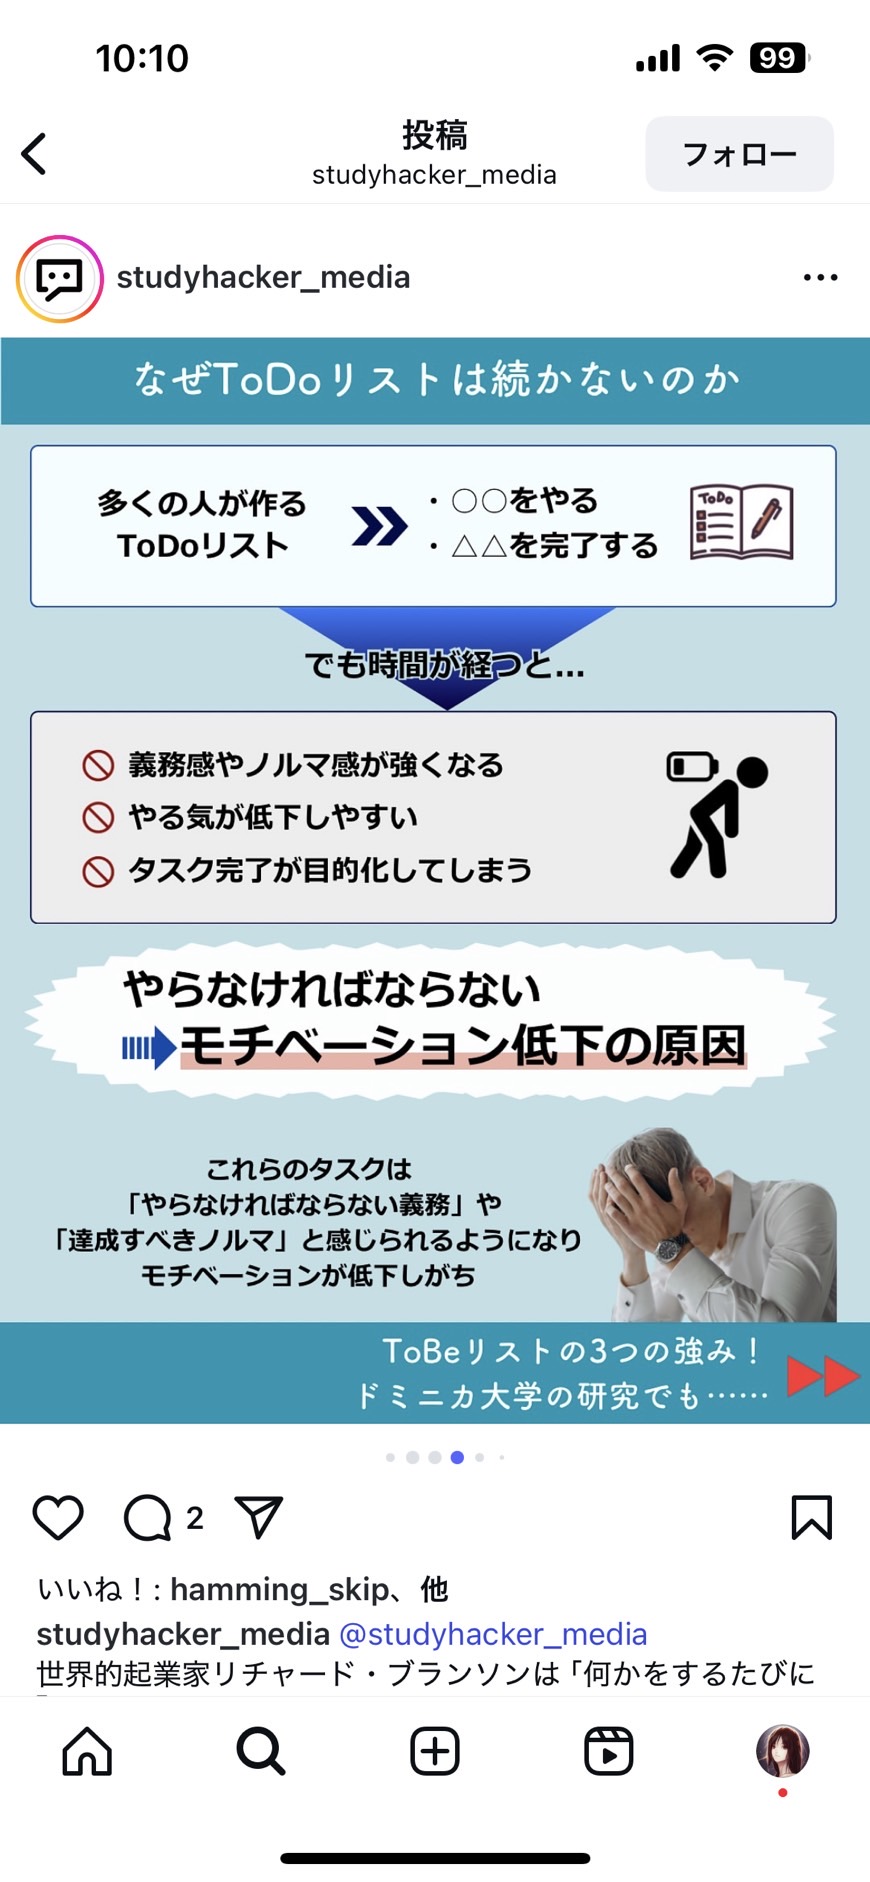 10:10
99
投稿
studyhacker_media
フォロー
studyhacker_media
なぜToDoリストは続かないのか
多くの人が作る
ToDoリスト
・○○をやる
・△△を完了する
ToDo
でも時間が経つと...
義務感やノルマ感が強くなる
やる気が低下しやすい
タスク完了が目的化してしまう
やらなければならない
モチベーション低下の原因
これらのタスクは
「やらなければならない義務」や
「達成すべきノルマ」と感じられるようになり
モチベーションが低下しがち
ToBeリストの3つの強み！
ドミニカ大学の研究でも……
2
いいね！: hamming_skip、他
studyhacker_media @studyhacker_media
世界的起業家リチャード・ブランソンは「何かをするたびに